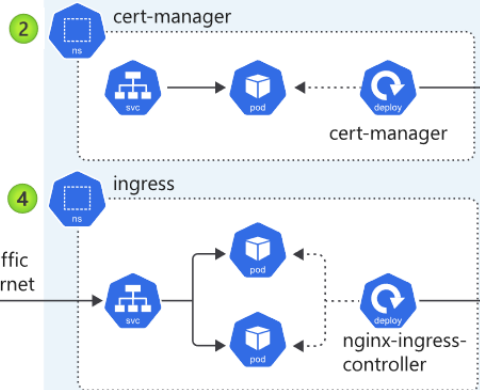 2
ns
cert-manager
svc
pod
deploy
cert-manager
4
ns
ingress
ffic
rnet
svc
pod
pod
deploy
nginx-ingress-
controller